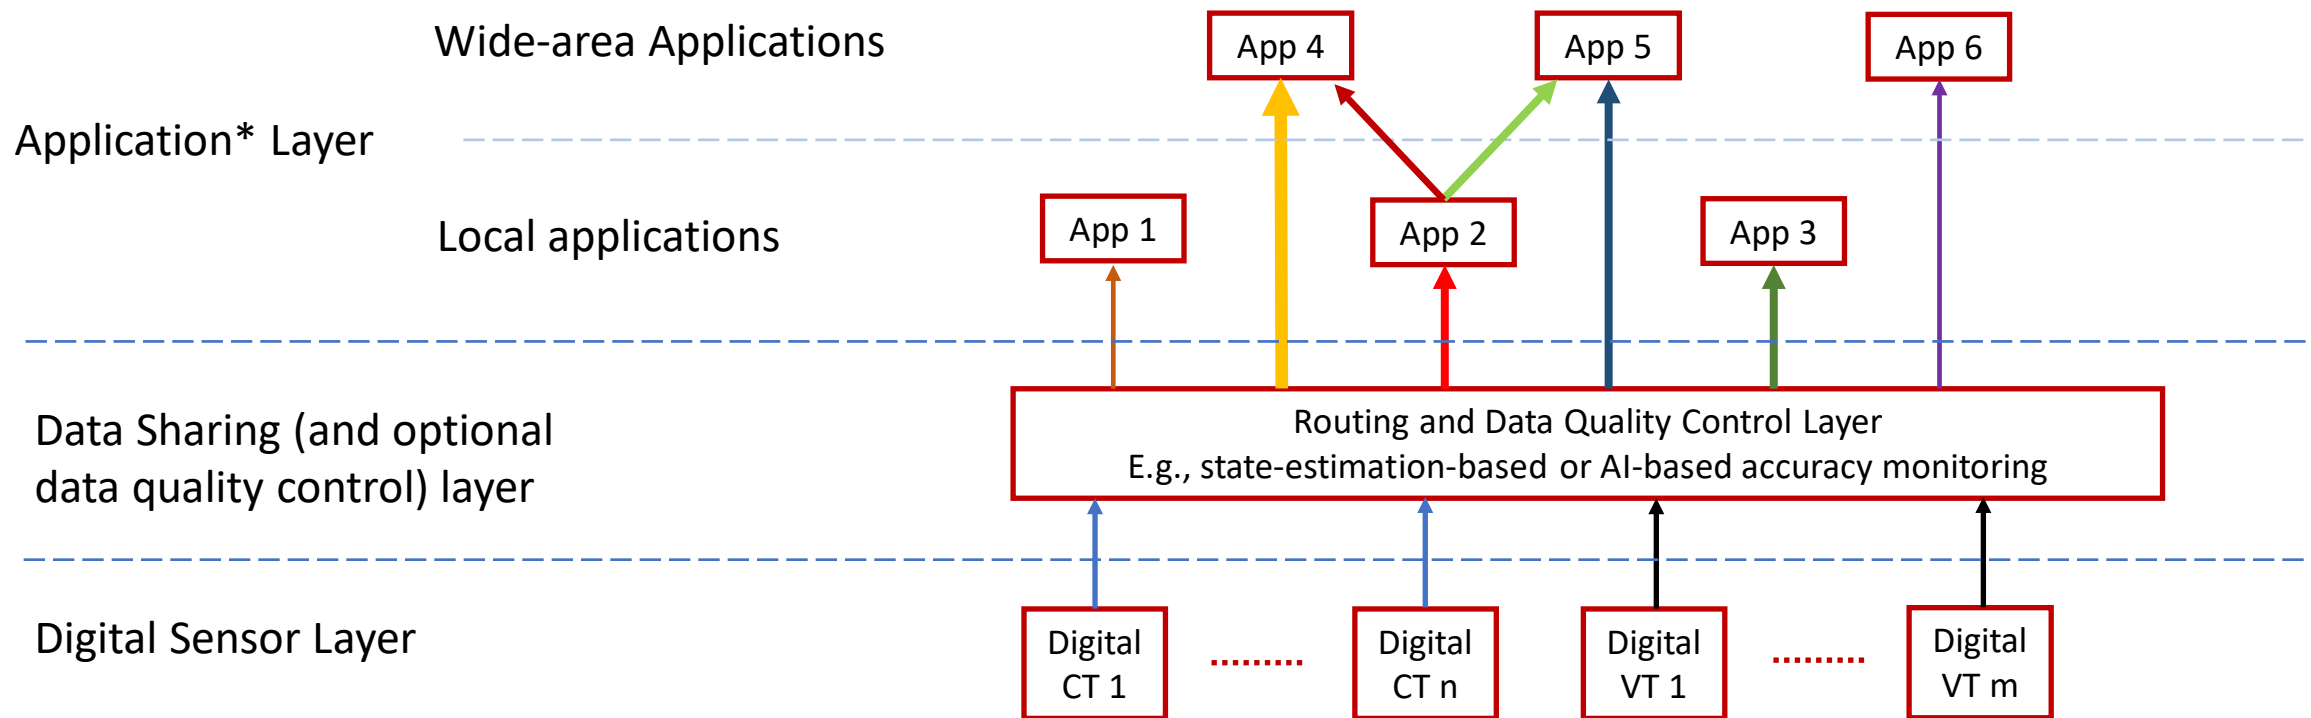 Wide-area Applications
App 4
App 5
App 6
Application* Layer
Local applications
App 1
App 2
App 3
Data Sharing (and optional
data quality control) layer
Routing and Data Quality Control Layer
E.g., state-estimation-based or AI-based accuracy monitoring
Digital Sensor Layer
Digital
CT 1
Digital
CT n
Digital
VT 1
Digital
VT m